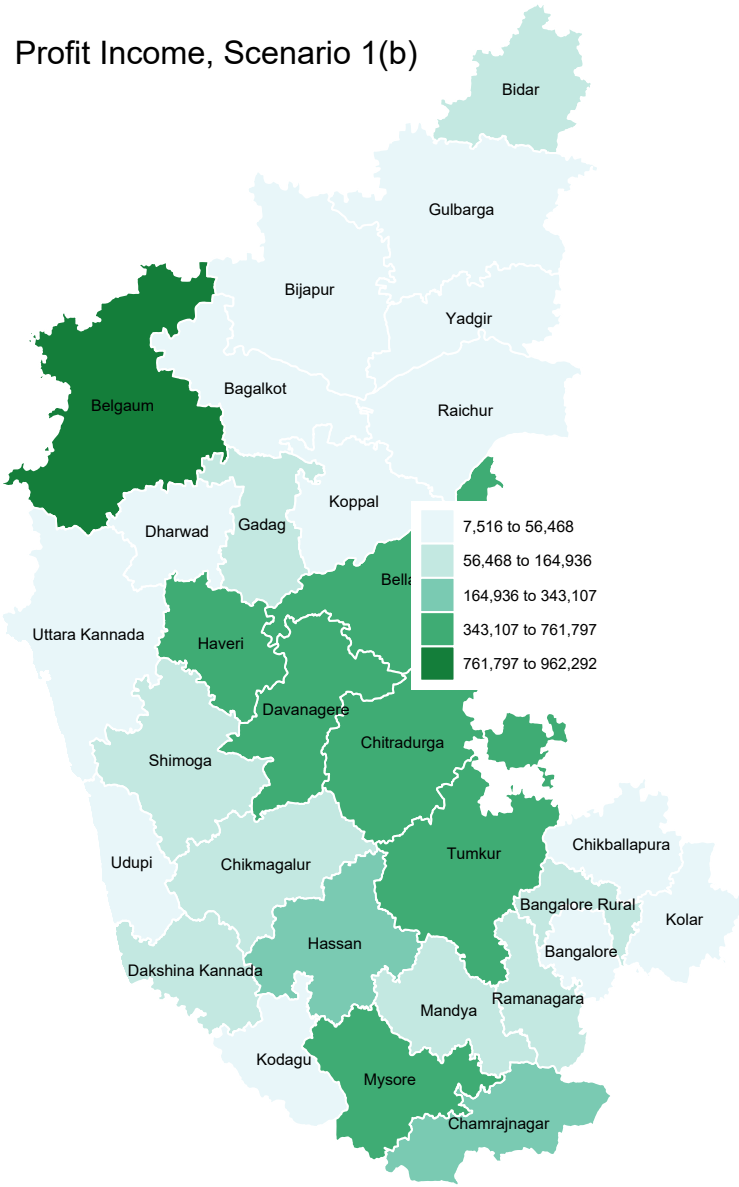 Profit Income, Scenario 1(b)
Bidar
Gulbarga
Bijapur
Yadgir
Bagalkot
Belgaum
Raichur
Koppal
Gadag
Dharwad
7,516 to 56,468
56,468 to 164,936
164,936 to 343,107
343,107 to 761,797
761,797 to 962,292
Bella
Uttara Kannada
Haveri
Davanagere
Chitradurga
Shimoga
Tumkur
Chikballapura
Udupi
Chikmagalur
Bangalore Rural
Kolar
Hassan
Bangalore
Dakshina Kannada
Ramanagara
Mandya
Kodagu
Mysore
Chamrajnagar